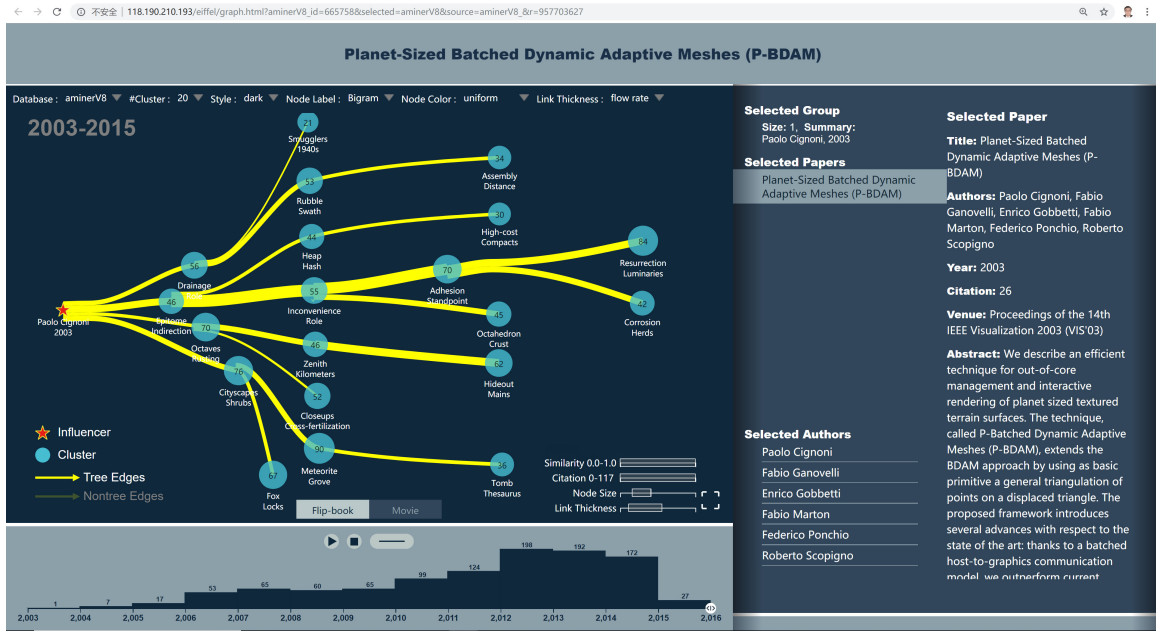 不安全
118.190.210.193/eiffel/graph.html?aminerV8_id=665758&selected=aminerV8&source=aminerV8_&r=957703627
Planet-Sized Batched Dynamic Adaptive Meshes (P-BDAM)
Database : aminerV8 #Cluster : 20 Style : dark Node Label : Bigram Node Color : uniform Link Thickness : flow rate
2003-2015
21
Smugglers
1940s
34
Assembly
Distance
53
Rubble
Swath
30
High-cost
Compacts
44
Heap
Hash
84
Resurrection
Luminaries
56
Drainage
70
Adhesion
Standpoint
46
Epitome
Indirection
55
Inconvenience
Role
42
Corrosion
Herds
Paolo Cignoni
2003
45
Octahedron
Crust
70
Octaves
46
Zenith
Kilometers
62
Hideout
Mains
76
Cityscapes
Shrubs
52
Closeups
Cross-fertilization
90
Meteorite
Grove
36
Tomb
Thesaurus
67
Fox
Locks
Influencer
Cluster
Tree Edges
Nontree Edges
Similarity 0.0-1.0
Citation 0-117
Node Size
Link Thickness
Flip-book
Movie
1
7
17
53
65
60
65
99
124
198
192
172
27
2,003 2,004 2,005 2,006 2,007 2,008 2,009 2,010 2,011 2,012 2,013 2,014 2,015 2,016
Selected Group
Size: 1, Summary:
Paolo Cignoni, 2003
Selected Papers
Planet-Sized Batched Dynamic
Adaptive Meshes (P-BDAM)
Selected Authors
Paolo Cignoni
Fabio Ganovelli
Enrico Gobbetti
Fabio Marton
Federico Ponchio
Roberto Scopigno
Selected Paper
Title: Planet-Sized Batched
Dynamic Adaptive Meshes (P-
BDAM)
Authors: Paolo Cignoni, Fabio
Ganovelli, Enrico Gobbetti, Fabio
Marton, Federico Ponchio, Roberto
Scopigno
Year: 2003
Citation: 26
Venue: Proceedings of the 14th
IEEE Visualization 2003 (VIS'03)
Abstract: We describe an efficient
technique for out-of-core
management and interactive
rendering of planet sized textured
terrain surfaces. The technique,
called P-Batched Dynamic Adaptive
Meshes (P-BDAM), extends the
BDAM approach by using as basic
primitive a general triangulation of
points on a displaced triangle. The
proposed framework introduces
several advances with respect to the
state of the art: thanks to a batched
host-to-graphics communication
model, we outperform current